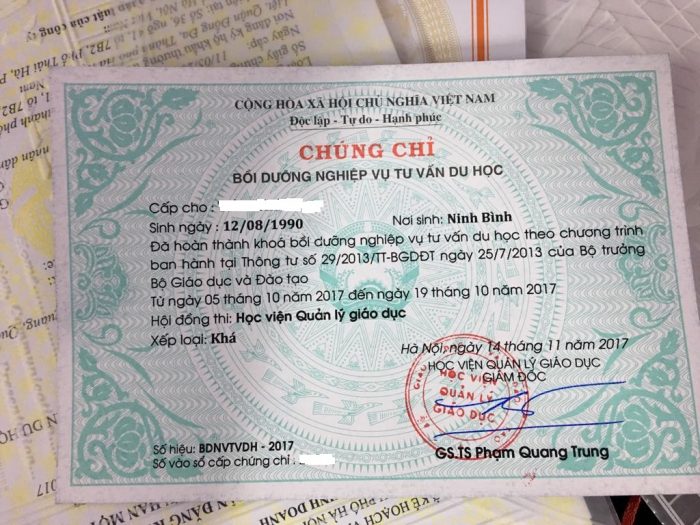 CỘNG HÒA XÃ HỘI CHỦ NGHĨA VIỆT NAM
Độc lập - Tự do - Hạnh phúc
CHỨNG CHỈ
BỒI DƯỠNG NGHIỆP VỤ TƯ VẤN DU HỌC
Cấp cho :
Sinh ngày : 12/08/1990 Nơi sinh: Ninh Bình
Đã hoàn thành khoá bồi dưỡng nghiệp vụ tư vấn du học theo chương trình
ban hành tại Thông tư số 29/2013/TT-BGDĐT ngày 25/7/2013 của Bộ trưởng
Bộ Giáo dục và Đào tạo
Từ ngày 05 tháng 10 năm 2017 đến ngày 19 tháng 10 năm 2017
Hội đồng thi: Học viện Quản lý giáo dục
Xếp loại: Khá
Hà Nội, ngày 14 tháng 11 năm 2017
HỌC VIỆN QUẢN LÝ GIÁO DỤC
GIÁM ĐỐC
HỌC VIỆN
QUẢN LÝ
GIÁO DỤC
Số hiệu: BDNVTVDH - 2017
Số vào sổ cấp chứng chỉ :
GS.TS Phạm Quang Trung